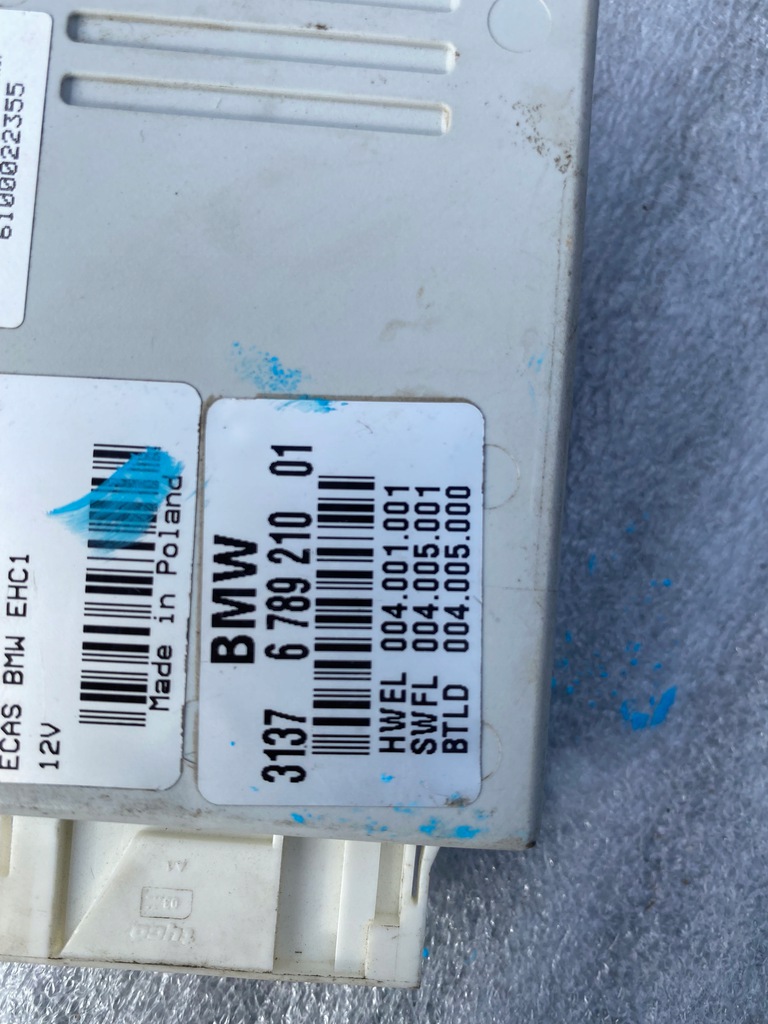 6100022355
ECAS BMW EHC1
12V
Made in Poland
BMW
3137 6 789 210 01
HWEL 004.001.001
SWFL 004.005.001
BTLD 004.005.000